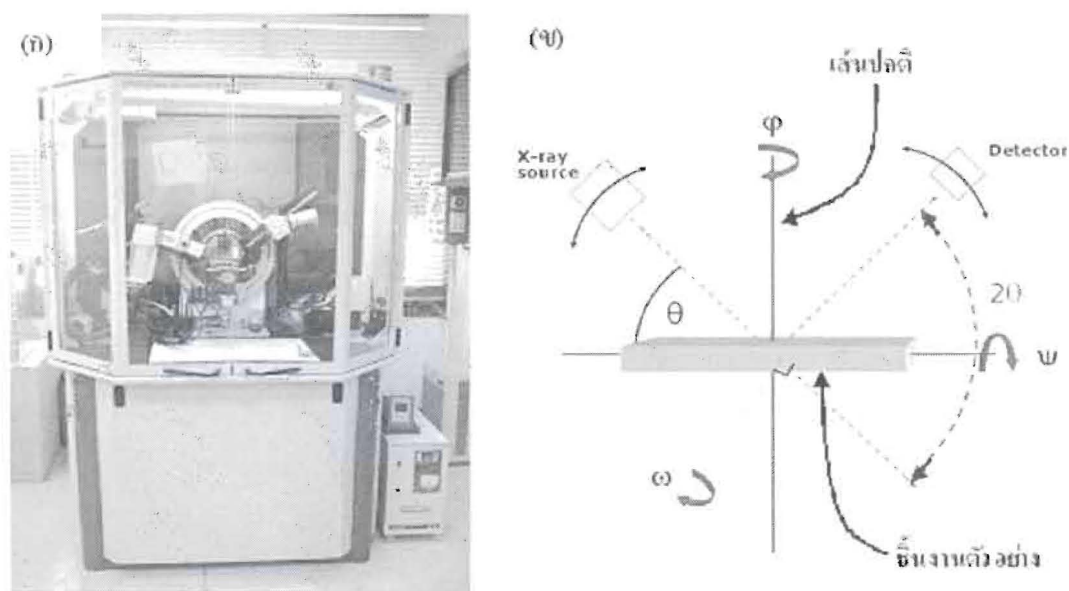 (ก)
(ข)
เส้นปกติ
φ
X-ray
source
Detector
θ
2θ
ψ
ω
ชิ้นงานตัวอย่าง